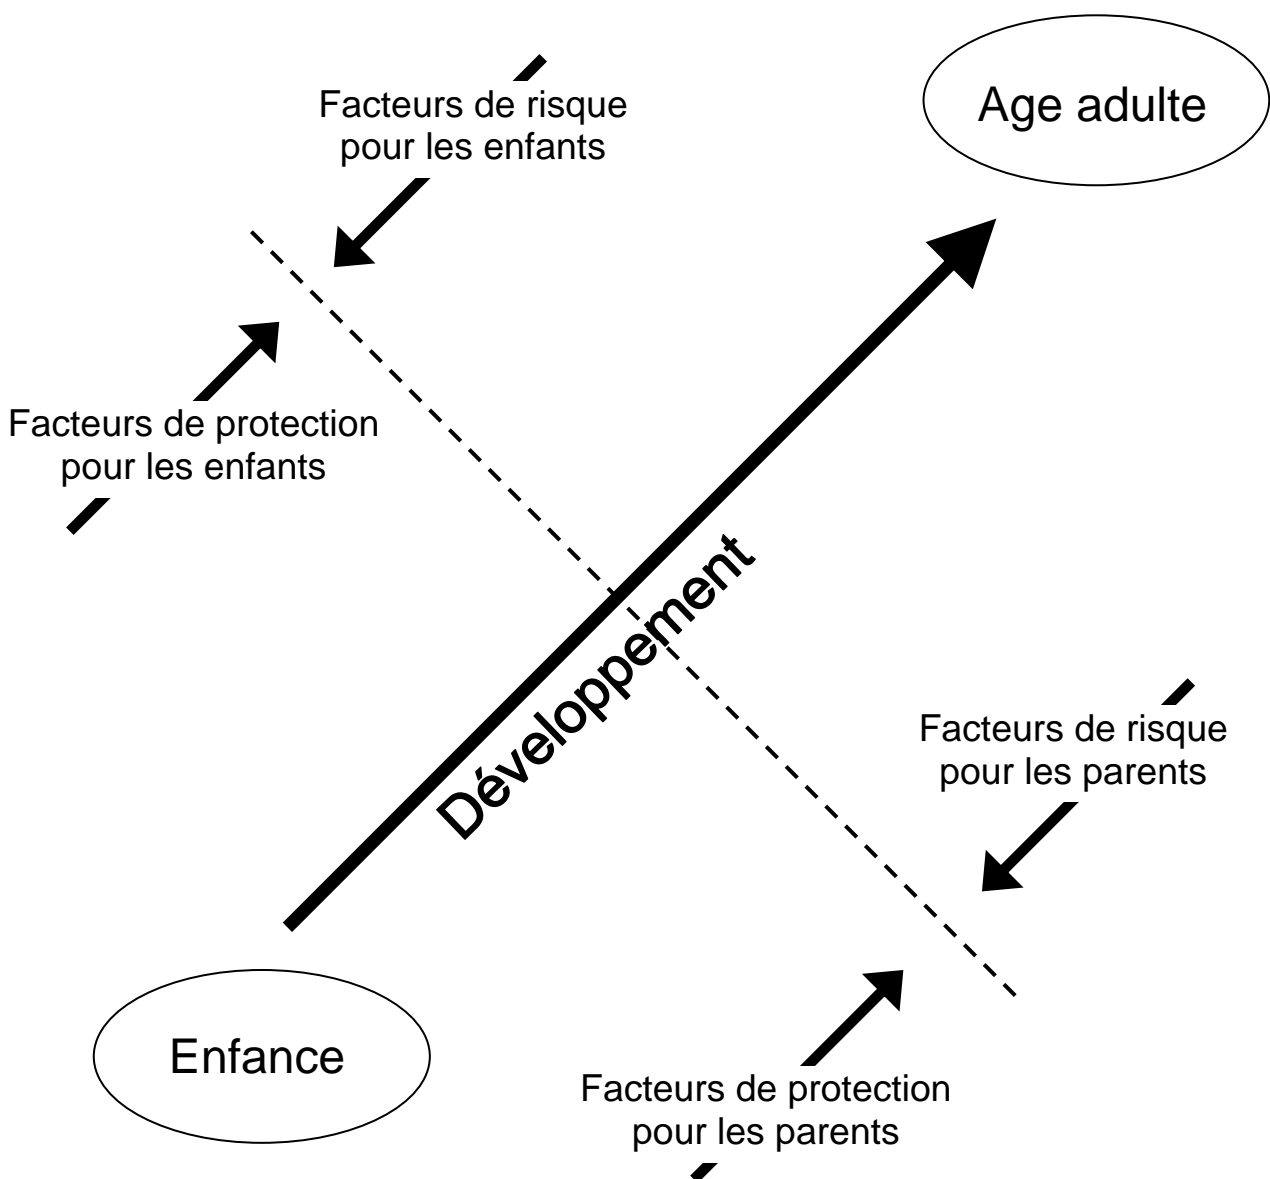 Facteurs de risque
pour les enfants
Age adulte
Facteurs de protection
pour les enfants
Développement
Facteurs de risque
pour les parents
Enfance
Facteurs de protection
pour les parents